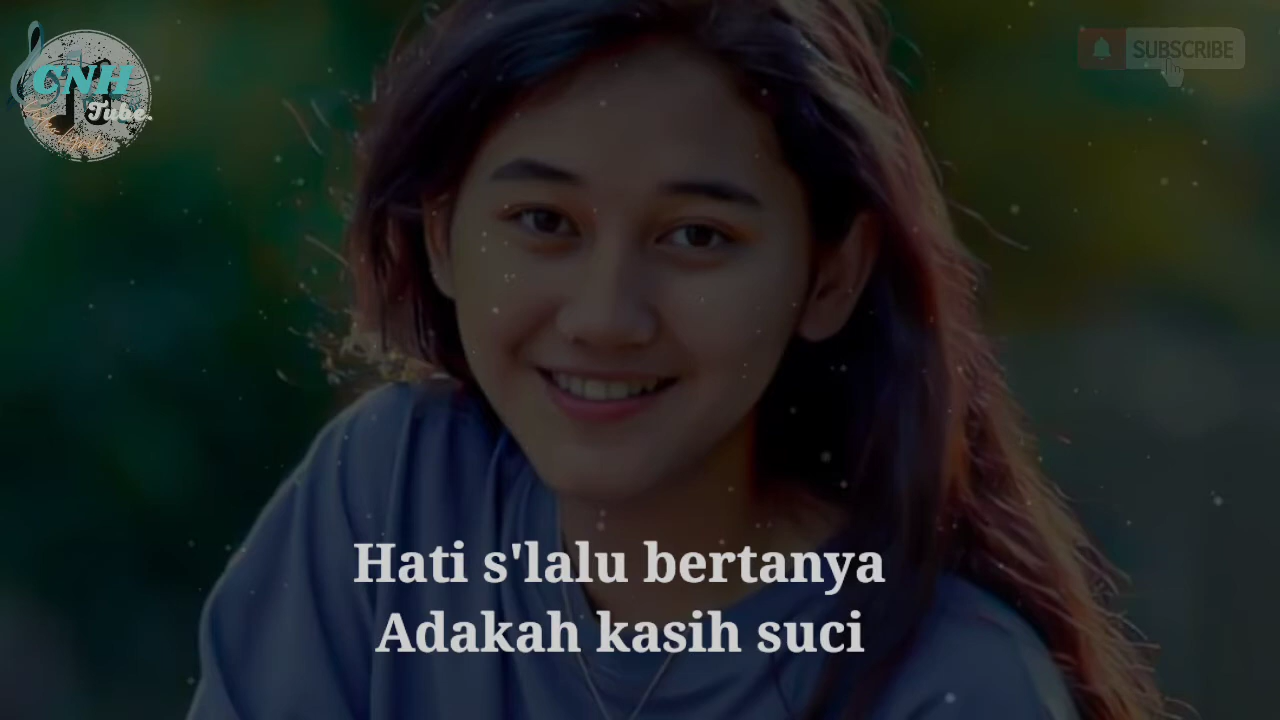 CNH
Tube.
SUBSCRIBE
Hati s'lalu bertanya
Adakah kasih suci